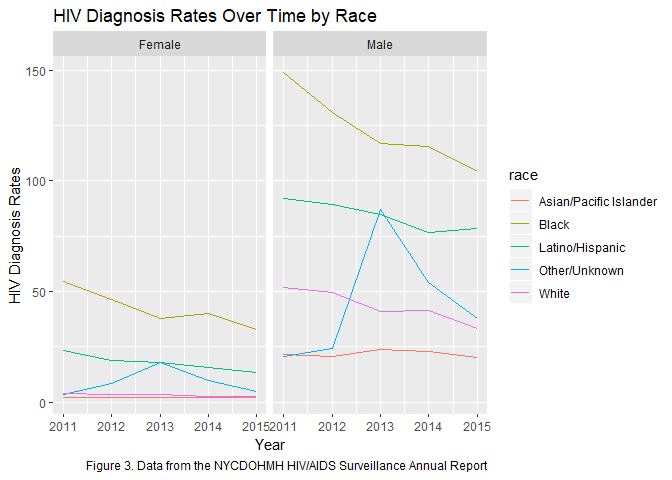 HIV Diagnosis Rates Over Time by Race
Female
Male
150
100
50
0
HIV Diagnosis Rates
2011 2012 2013 2014 2015
2011 2012 2013 2014 2015
Year
race
Asian/Pacific Islander
Black
Latino/Hispanic
Other/Unknown
White
Figure 3. Data from the NYCDOHMH HIV/AIDS Surveillance Annual Report